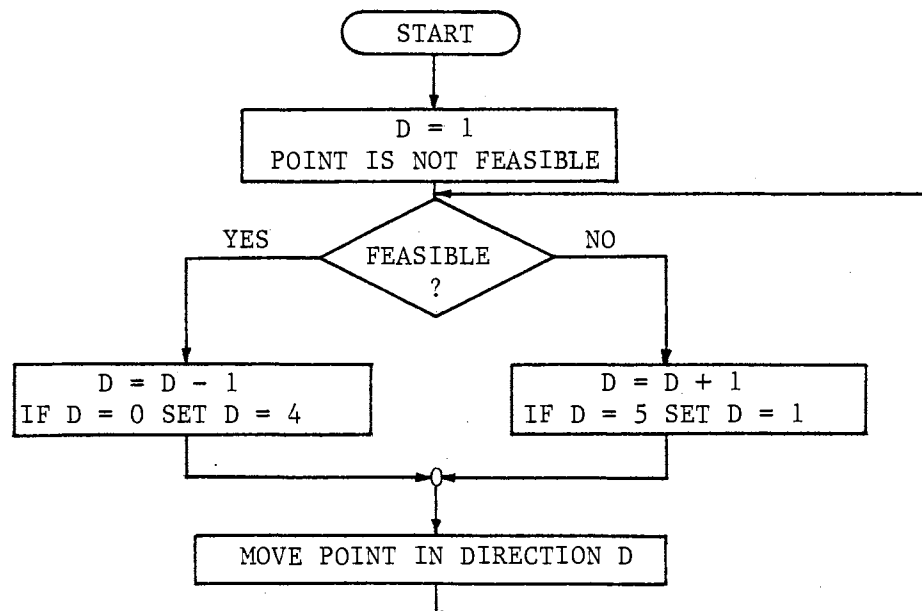 START
D = 1
POINT IS NOT FEASIBLE
YES
NO
FEASIBLE
?
D = D - 1
IF D = 0 SET D = 4
D = D + 1
IF D = 5 SET D = 1
MOVE POINT IN DIRECTION D